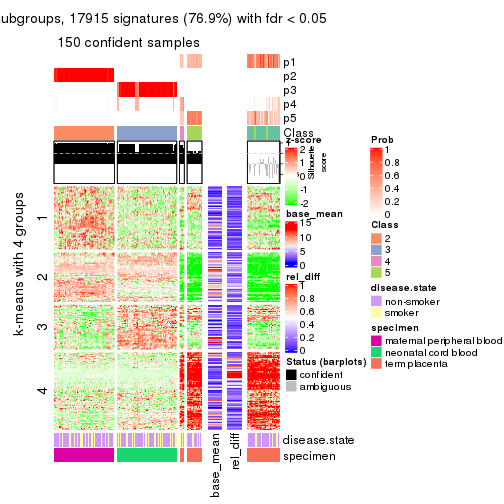 ubgroups, 17915 signatures (76.9%) with fdr < 0.05
150 confident samples
p1
p2
p3
p4
p5
Class
z-score
2
1
0
-1
-2
Silhouette
score
Prob
1
0.8
0.6
0.4
0.2
0
k-means with 4 groups
1
2
3
4
base_mean
15
10
5
0
Class
2
3
4
5
rel_diff
1
0.8
0.6
0.4
0.2
0
disease.state
non-smoker
smoker
specimen
maternal peripheral blood
neonatal cord blood
term placenta
Status (barplots)
confident
ambiguous
disease.state
specimen
base_mean
rel_diff